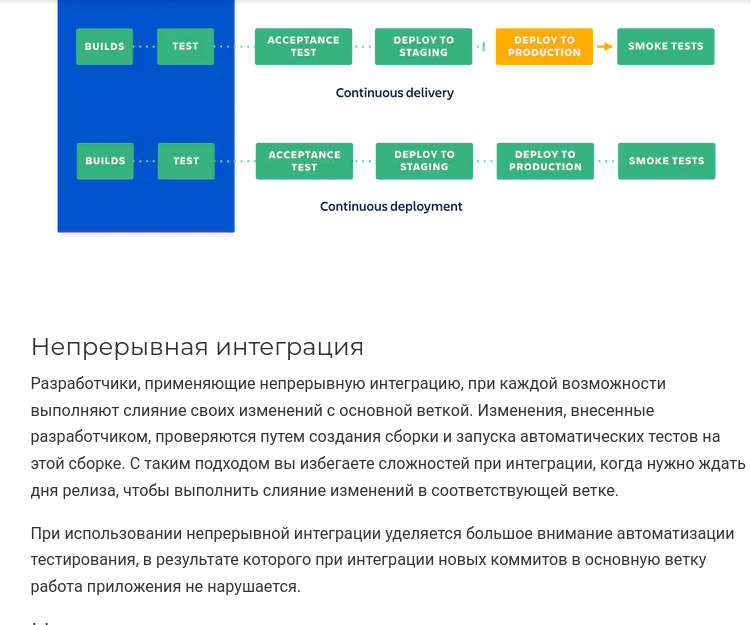 BUILDS TEST ACCEPTANCE TEST DEPLOY TO STAGING DEPLOY TO PRODUCTION SMOKE TESTS
Continuous delivery
BUILDS TEST ACCEPTANCE TEST DEPLOY TO STAGING DEPLOY TO PRODUCTION SMOKE TESTS
Continuous deployment
Непрерывная интеграция
Разработчики, применяющие непрерывную интеграцию, при каждой возможности
выполняют слияние своих изменений с основной веткой. Изменения, внесенные
разработчиком, проверяются путем создания сборки и запуска автоматических тестов на
этой сборке. С таким подходом вы избегаете сложностей при интеграции, когда нужно ждать
дня релиза, чтобы выполнить слияние изменений в соответствующей ветке.
При использовании непрерывной интеграции уделяется большое внимание автоматизации
тестирования, в результате которого при интеграции новых коммитов в основную ветку
работа приложения не нарушается.